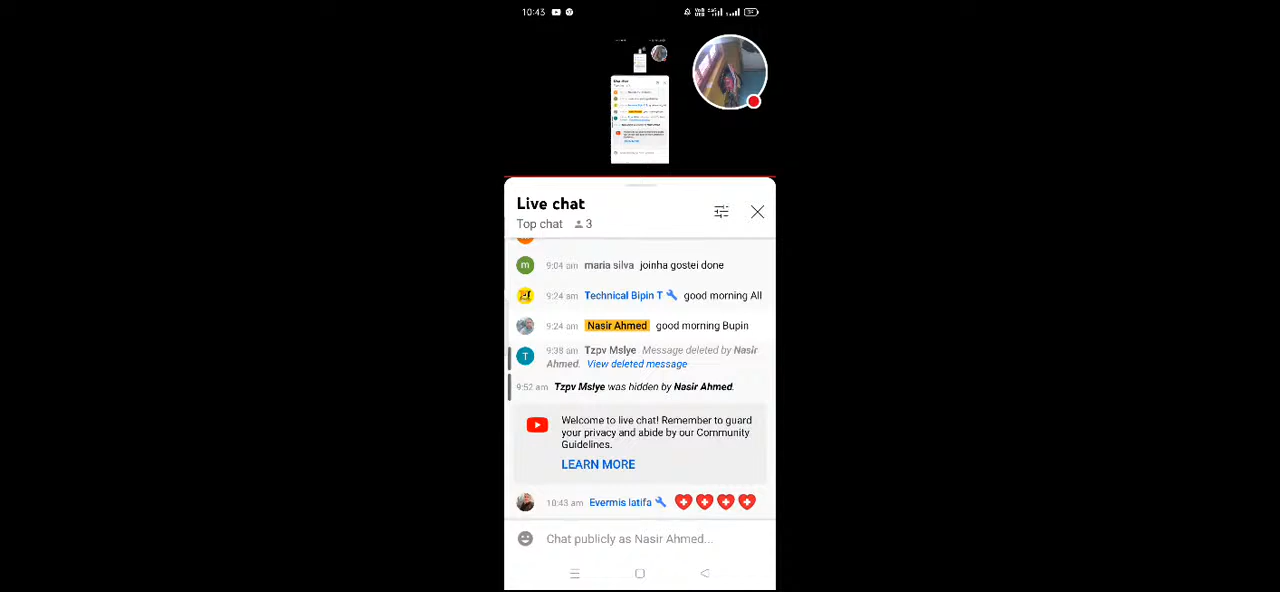 10:43
Live chat
Top chat 3
9:04 am maria silva joinha gostei done
9:24 am Technical Bipin T good morning All
9:24 am Nasir Ahmed good morning Bupin
9:38 am Tzpv Mslye Message deleted by Nasir
Ahmed. View deleted message
9:52 am Tzpv Mslye was hidden by Nasir Ahmed.
Welcome to live chat! Remember to guard
your privacy and abide by our Community
Guidelines.
LEARN MORE
10:43 am Evermis latifa
Chat publicly as Nasir Ahmed...